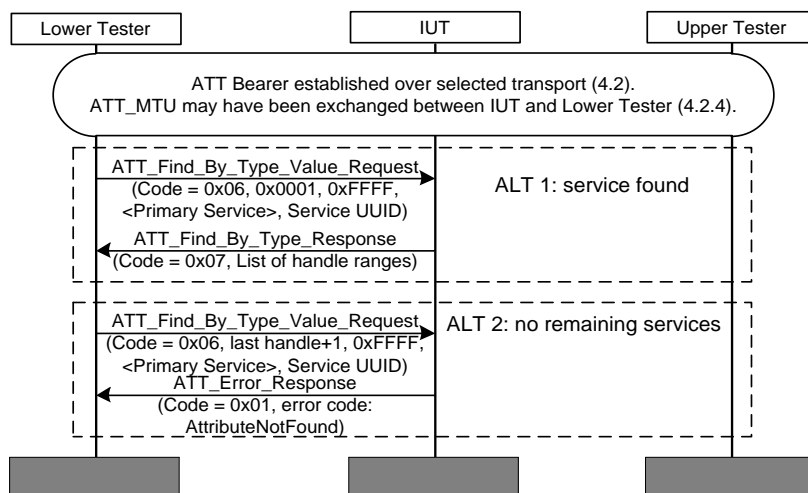 Lower Tester
IUT
Upper Tester
ATT Bearer established over selected transport (4.2).
ATT_MTU may have been exchanged between IUT and Lower Tester (4.2.4).
ATT_Find_By_Type_Value_Request
(Code = 0x06, 0x0001, 0xFFFF,
<Primary Service>, Service UUID)
ALT 1: service found
ATT_Find_By_Type_Response
(Code = 0x07, List of handle ranges)
ATT_Find_By_Type_Value_Request
(Code = 0x06, last handle+1, 0xFFFF,
<Primary Service>, Service UUID)
ALT 2: no remaining services
ATT_Error_Response
(Code = 0x01, error code:
AttributeNotFound)